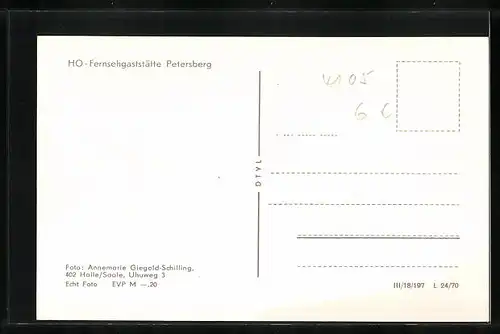 HO-Fernsehgaststätte Petersberg
4105
6 €
DTYL
Foto: Annemarie Giegold-Schilling,
402 Halle/Saale, Uhuweg 3
Echt Foto EVP M —.20
III/18/197 L 24/70